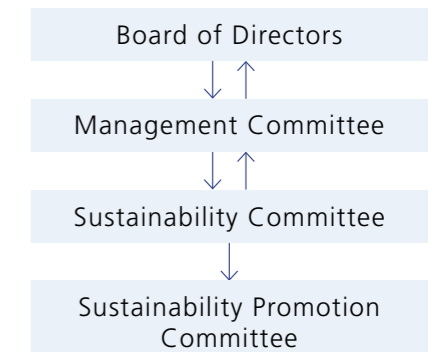 Board of Directors
Management Committee
Sustainability Committee
Sustainability Promotion
Committee